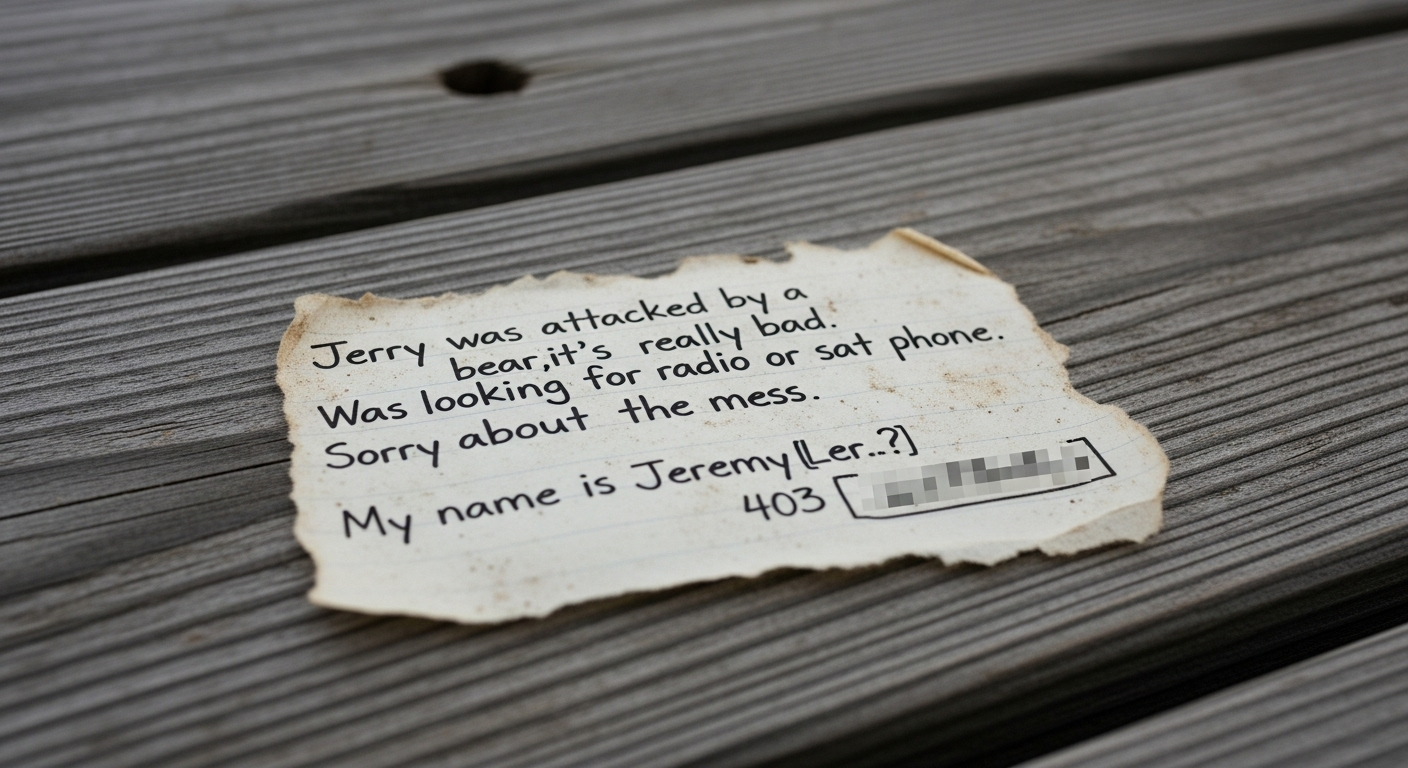 Jerry was attacked by a
bear,it's really bad.
Was looking for radio or sat phone.
Sorry about the mess.
My name is Jeremy [Ler..?]
403